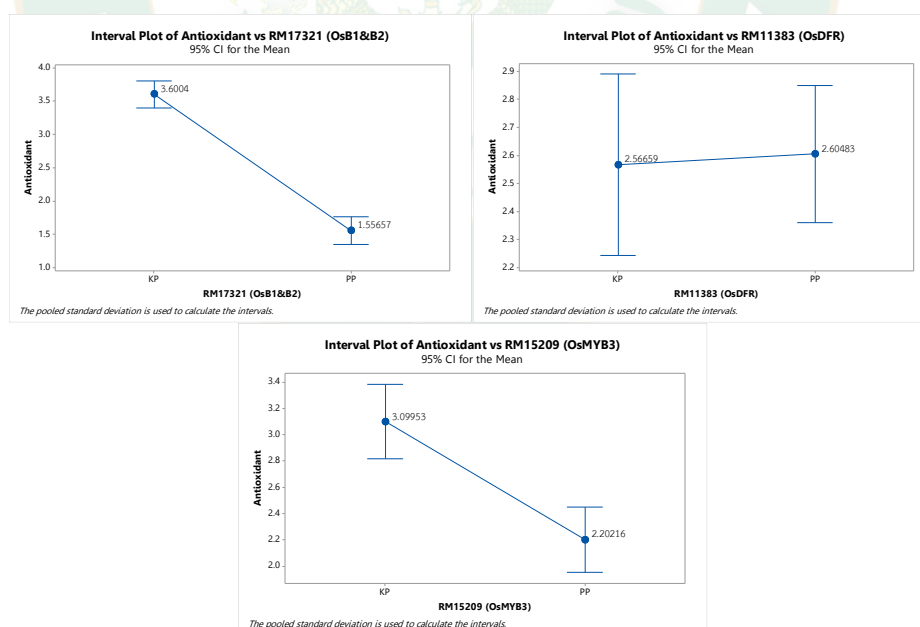 Interval Plot of Antioxidant vs RM17321 (OsB1&B2)
95% CI for the Mean
4.0
3.5
3.0
2.5
2.0
1.5
1.0
Antioxidant
3.6004
1.55657
KP
PP
RM17321 (OsB1&B2)
The pooled standard deviation is used to calculate the intervals.
Interval Plot of Antioxidant vs RM11383 (OsDFR)
95% CI for the Mean
2.9
2.8
2.7
2.6
2.5
2.4
2.3
2.2
Antioxidant
2.56659
2.60483
KP
PP
RM11383 (OsDFR)
The pooled standard deviation is used to calculate the intervals.
Interval Plot of Antioxidant vs RM15209 (OsMYB3)
95% CI for the Mean
3.4
3.2
3.0
2.8
2.6
2.4
2.2
2.0
Antioxidant
3.09953
2.20216
KP
PP
RM15209 (OsMYB3)
The pooled standard deviation is used to calculate the intervals.